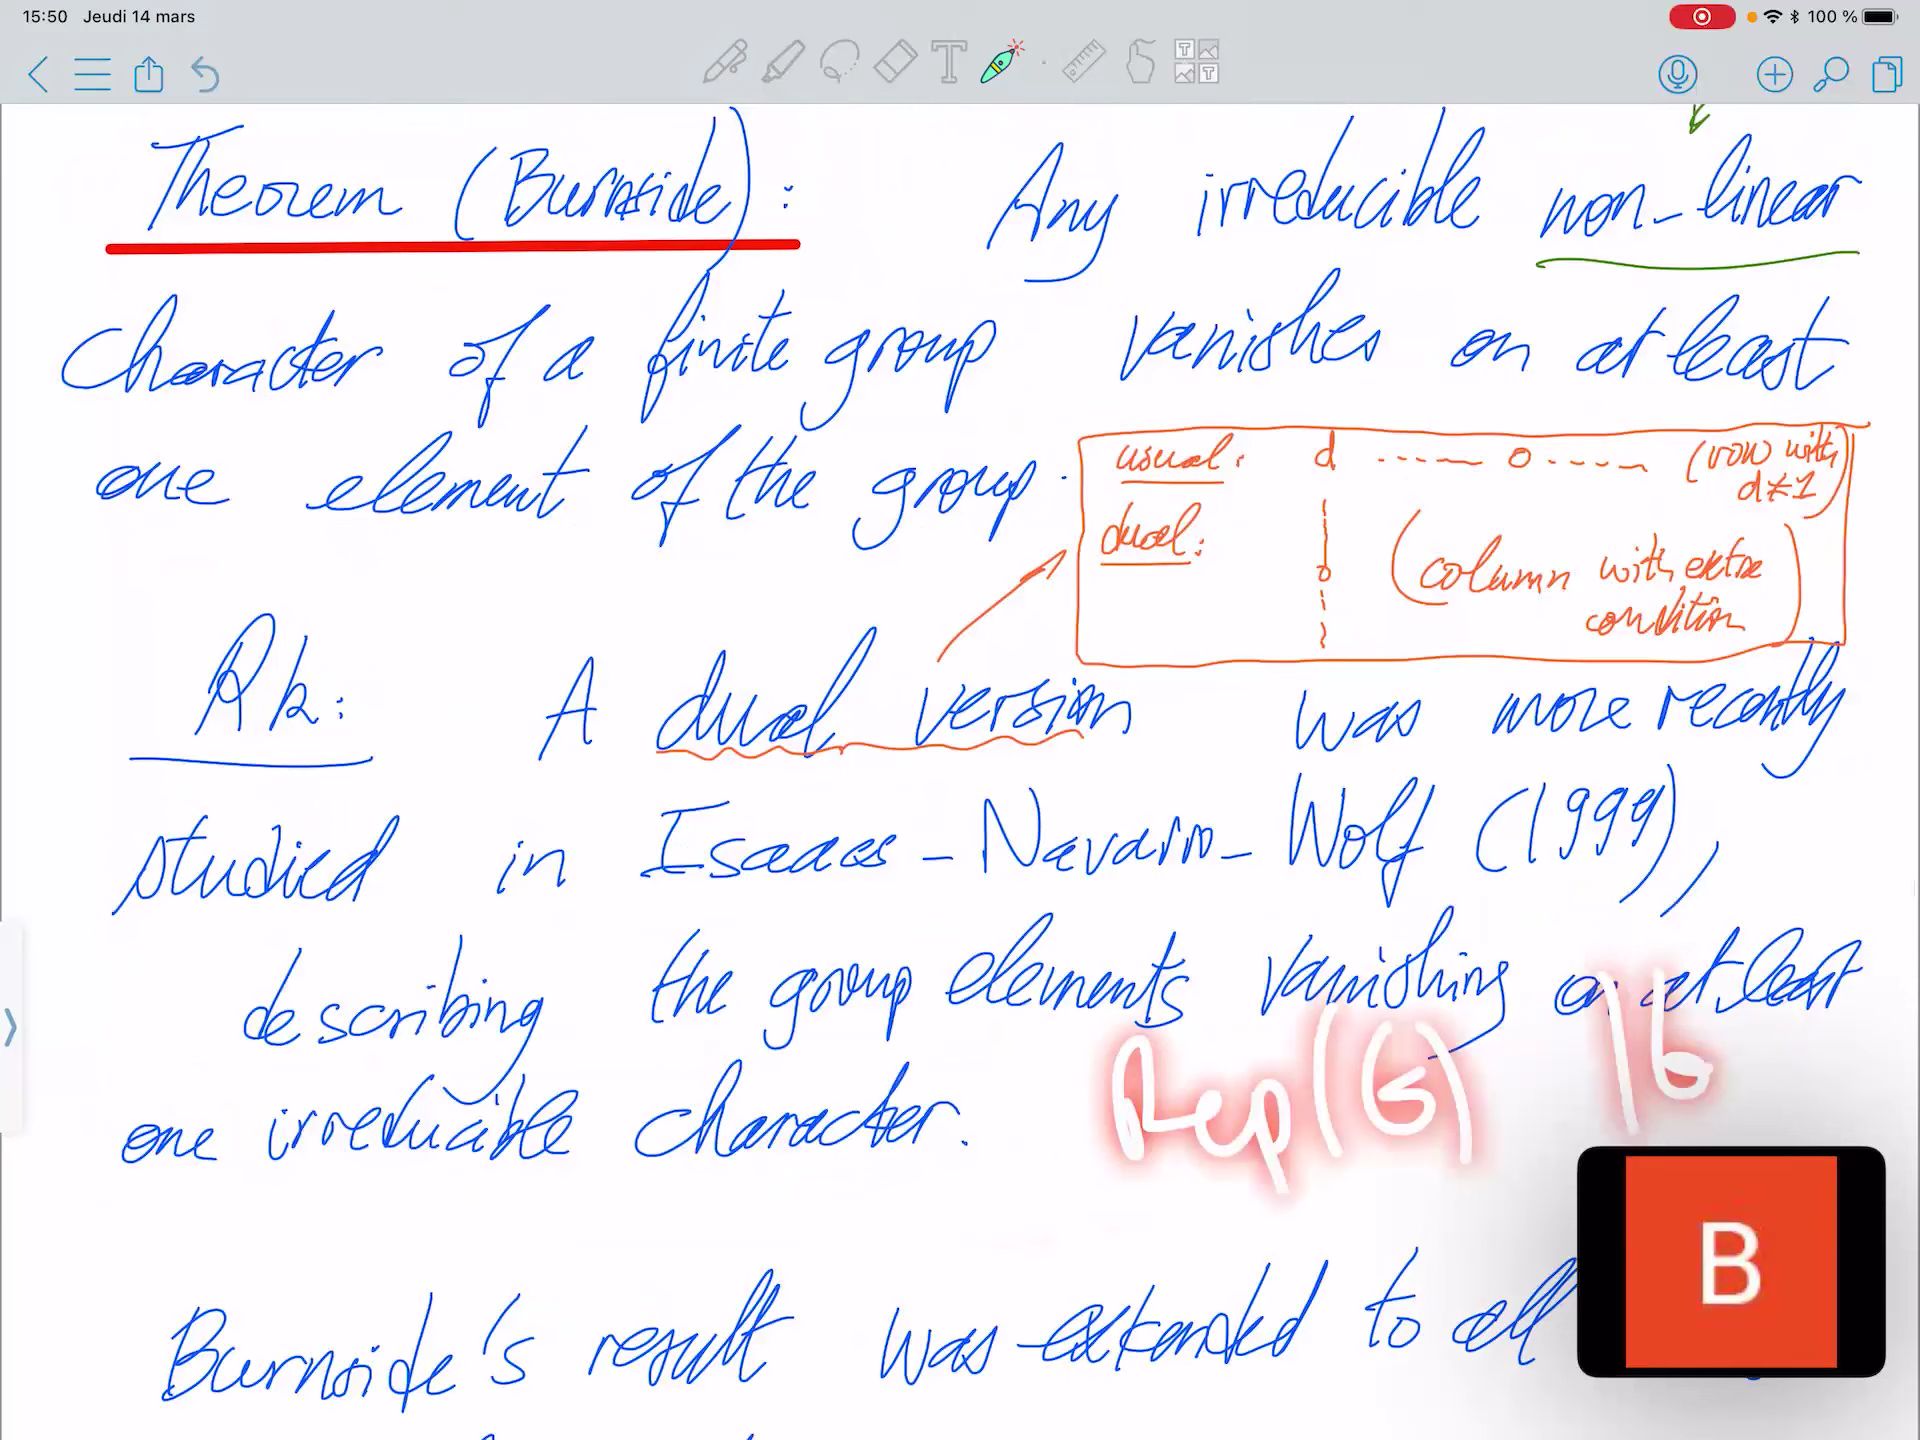 15:50 Jeudi 14 mars
100 %
Theorem (Burnside): Any irreducible non-linear
character of a finite group vanishes on at least
one element of the group.
usual: d ----- 0 ----- (row with d≠1)
dual: 0 (column with extra condition)
Rk: A dual version was more recently
studied in Isaacs-Navarro-Wolf (1999),
describing the group elements vanishing on at least
one irreducible character.
Rep(G)
B
Burnside's result was extended to all